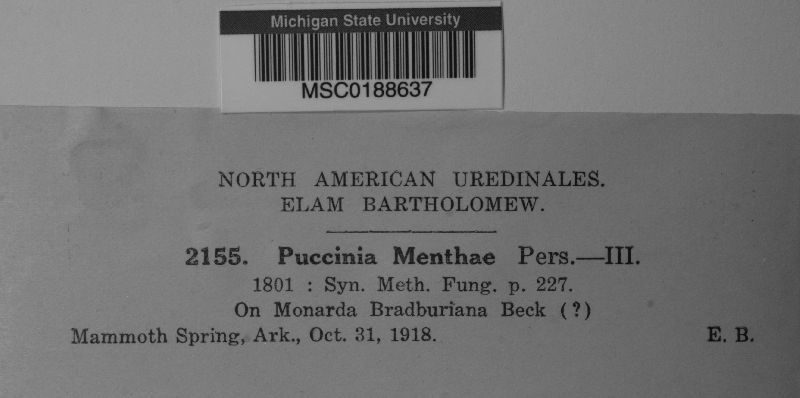 Michigan State University
MSC0188637
NORTH AMERICAN UREDINALES.
ELAM BARTHOLOMEW.
2155. Puccinia Menthae Pers.—III.
1801 : Syn. Meth. Fung. p. 227.
On Monarda Bradburiana Beck (?)
Mammoth Spring, Ark., Oct. 31, 1918. E. B.